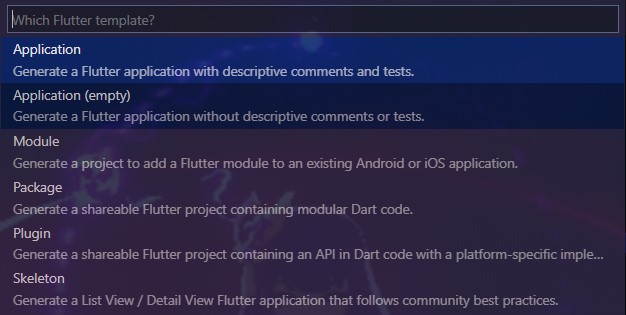 Which Flutter template?
Application
Generate a Flutter application with descriptive comments and tests.
Application (empty)
Generate a Flutter application without descriptive comments or tests.
Module
Generate a project to add a Flutter module to an existing Android or iOS application.
Package
Generate a shareable Flutter project containing modular Dart code.
Plugin
Generate a shareable Flutter project containing an API in Dart code with a platform-specific imple...
Skeleton
Generate a List View / Detail View Flutter application that follows community best practices.